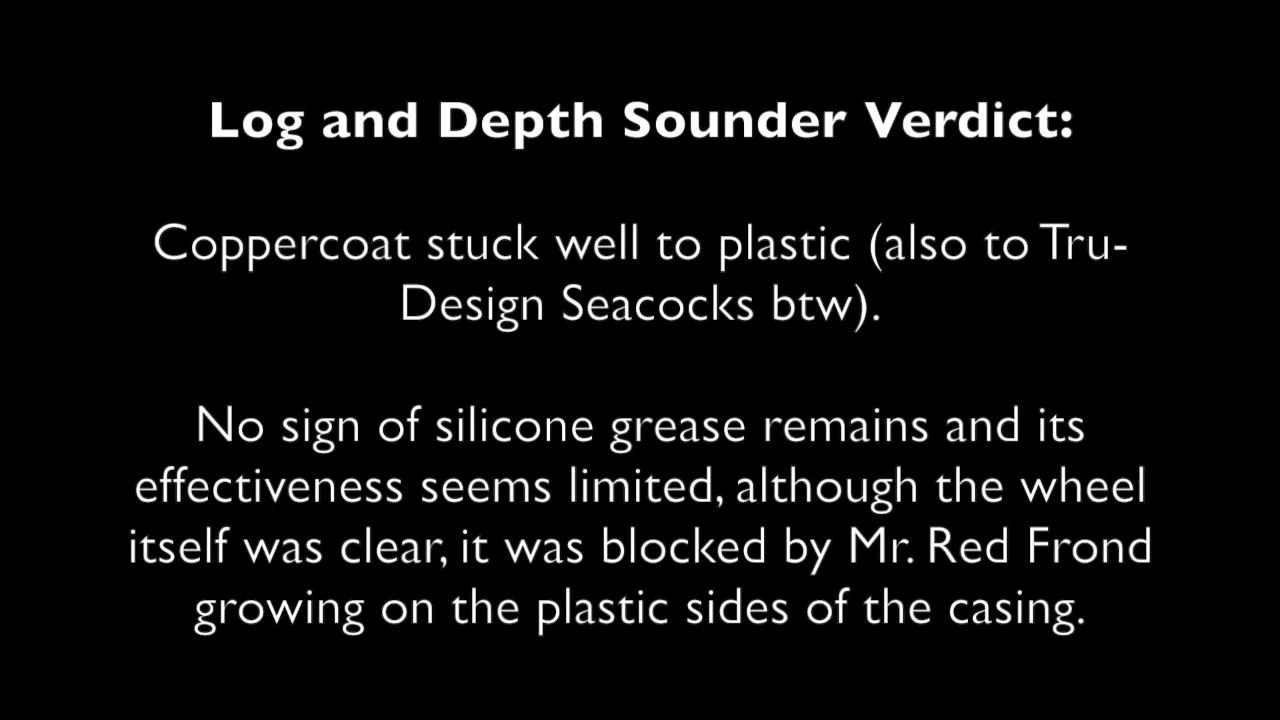 Log and Depth Sounder Verdict:
Coppercoat stuck well to plastic (also to Tru-
Design Seacocks btw).
No sign of silicone grease remains and its
effectiveness seems limited, although the wheel
itself was clear, it was blocked by Mr. Red Frond
growing on the plastic sides of the casing.